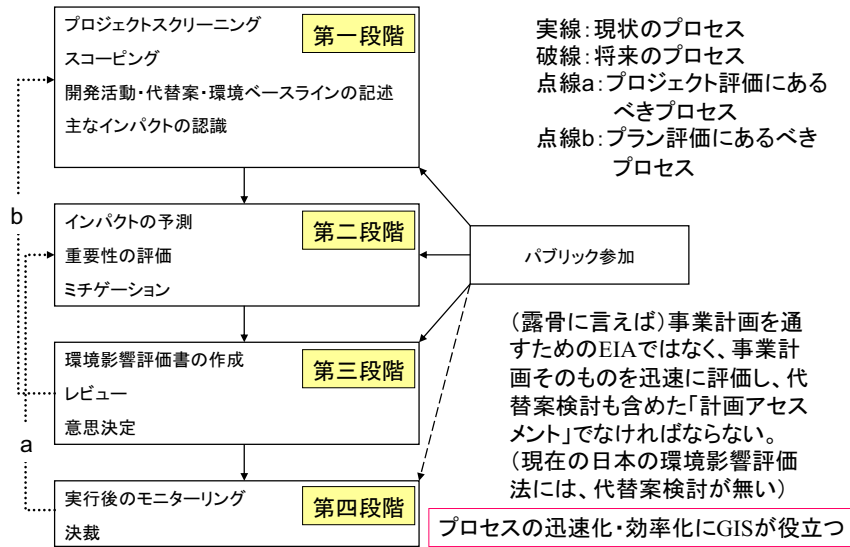 プロジェクトスクリーニング
第一段階
スコーピング
開発活動・代替案・環境ベースラインの記述
主なインパクトの認識
実線:現状のプロセス
破線:将来のプロセス
点線a:プロジェクト評価にある
べきプロセス
点線b:プラン評価にあるべき
プロセス
b
インパクトの予測
第二段階
重要性の評価
ミチゲーション
パブリック参加
環境影響評価書の作成
第三段階
レビュー
意思決定
a
(露骨に言えば)事業計画を通
すためのEIAではなく、事業計
画そのものを迅速に評価し、代
替案検討も含めた「計画アセス
メント」でなければならない。
(現在の日本の環境影響評価
法には、代替案検討が無い)
実行後のモニターリング
第四段階
決裁
プロセスの迅速化・効率化にGISが役立つ